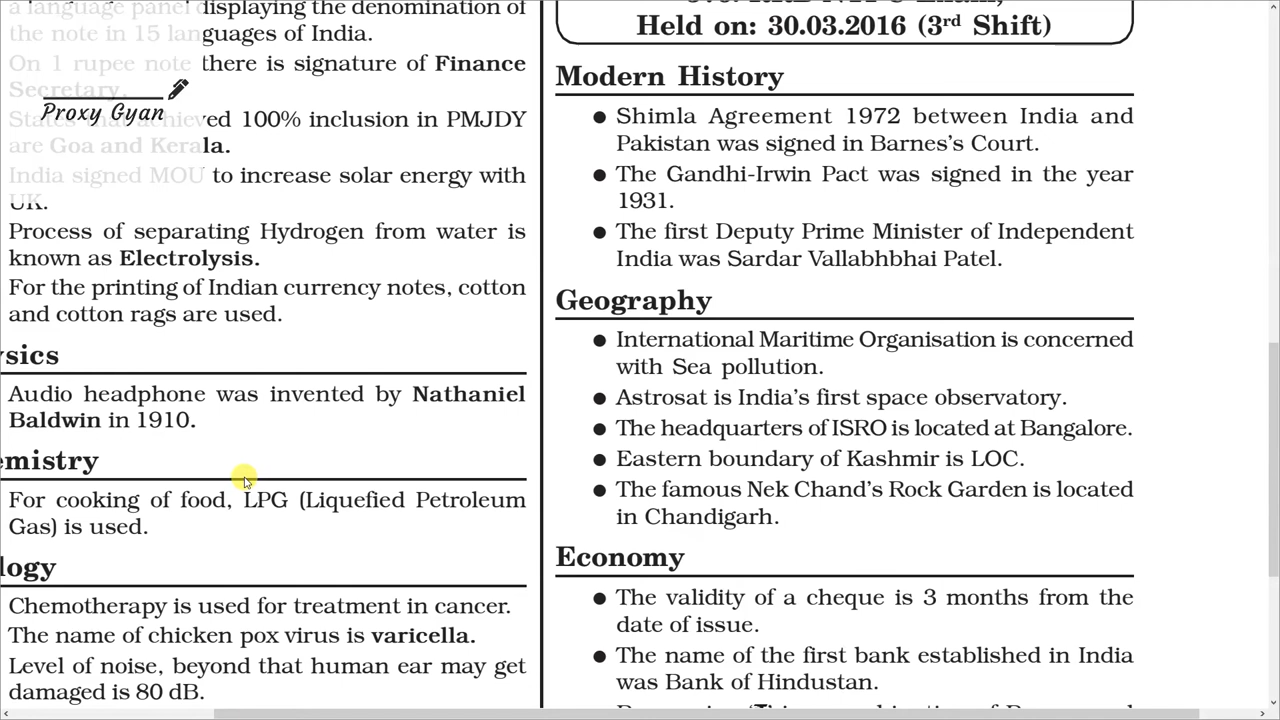 a language panel displaying the denomination of
the note in 15 languages of India.
On 1 rupee note there is signature of Finance
Secretary.
Proxy Gyan
States that achieved 100% inclusion in PMJDY
are Goa and Kerala.
India signed MOU to increase solar energy with
UK.
Process of separating Hydrogen from water is
known as Electrolysis.
For the printing of Indian currency notes, cotton
and cotton rags are used.
ysics
Audio headphone was invented by Nathaniel
Baldwin in 1910.
emistry
For cooking of food, LPG (Liquefied Petroleum
Gas) is used.
logy
Chemotherapy is used for treatment in cancer.
The name of chicken pox virus is varicella.
Level of noise, beyond that human ear may get
damaged is 80 dB.
Held on: 30.03.2016 (3rd Shift)
Modern History
● Shimla Agreement 1972 between India and
Pakistan was signed in Barnes's Court.
● The Gandhi-Irwin Pact was signed in the year
1931.
● The first Deputy Prime Minister of Independent
India was Sardar Vallabhbhai Patel.
Geography
● International Maritime Organisation is concerned
with Sea pollution.
● Astrosat is India's first space observatory.
● The headquarters of ISRO is located at Bangalore.
● Eastern boundary of Kashmir is LOC.
● The famous Nek Chand's Rock Garden is located
in Chandigarh.
Economy
● The validity of a cheque is 3 months from the
date of issue.
● The name of the first bank established in India
was Bank of Hindustan.